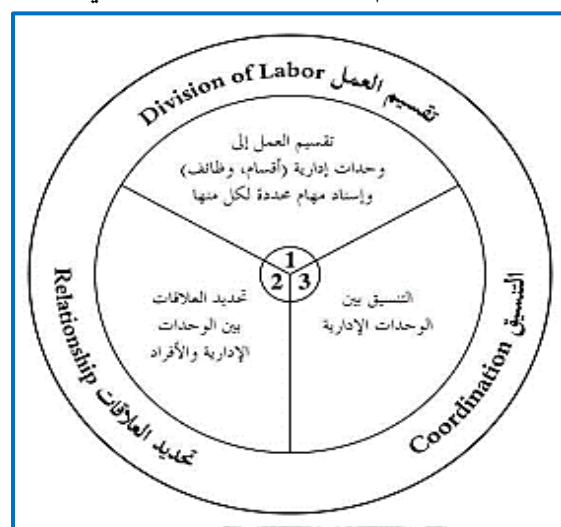 تقسيم العمل Division of Labor
تقسيم العمل إلى
وحدات إدارية (أقسام، وظائف)
وإسناد مهام محددة لكل منها
1
2
3
تحديد العلاقات
بين الوحدات
الإدارية والأفراد
التنسيق بين
الوحدات الإدارية
تحديد العلاقات Relationship
التنسيق Coordination